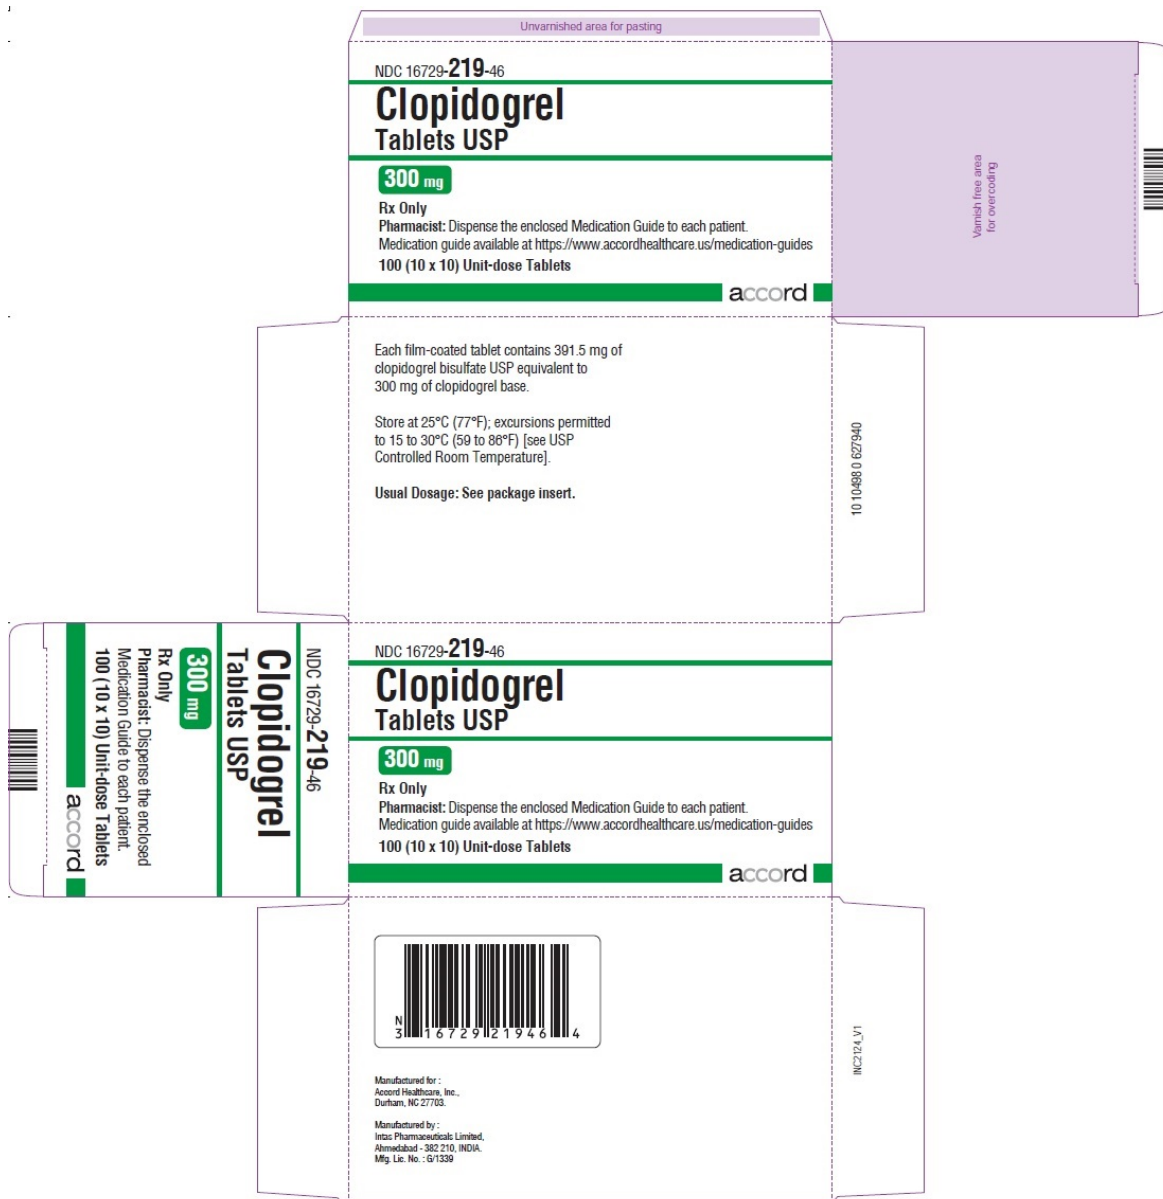 Unvarnished area for pasting
NDC 16729-219-46
Clopidogrel
Tablets USP
300 mg
Rx Only
Pharmacist: Dispense the enclosed Medication Guide to each patient.
Medication guide available at https://www.accordhealthcare.us/medication-guides
100 (10 x 10) Unit-dose Tablets
accord
Varnish free area
for overcoding
Each film-coated tablet contains 391.5 mg of
clopidogrel bisulfate USP equivalent to
300 mg of clopidogrel base.
Store at 25°C (77°F); excursions permitted
to 15 to 30°C (59 to 86°F) [see USP
Controlled Room Temperature].
Usual Dosage: See package insert.
10 10498 0 627940
NDC 16729-219-46
Clopidogrel
Tablets USP
300 mg
Rx Only
Pharmacist: Dispense the enclosed
Medication Guide to each patient.
100 (10 x 10) Unit-dose Tablets
accord
NDC 16729-219-46
Clopidogrel
Tablets USP
300 mg
Rx Only
Pharmacist: Dispense the enclosed Medication Guide to each patient.
Medication guide available at https://www.accordhealthcare.us/medication-guides
100 (10 x 10) Unit-dose Tablets
accord
N
3 16729 21946 4
Manufactured for :
Accord Healthcare, Inc.,
Durham, NC 27703.
Manufactured by :
Intas Pharmaceuticals Limited,
Ahmedabad - 382 210, INDIA.
Mfg. Lic. No. : G/1339
INC2124_V1